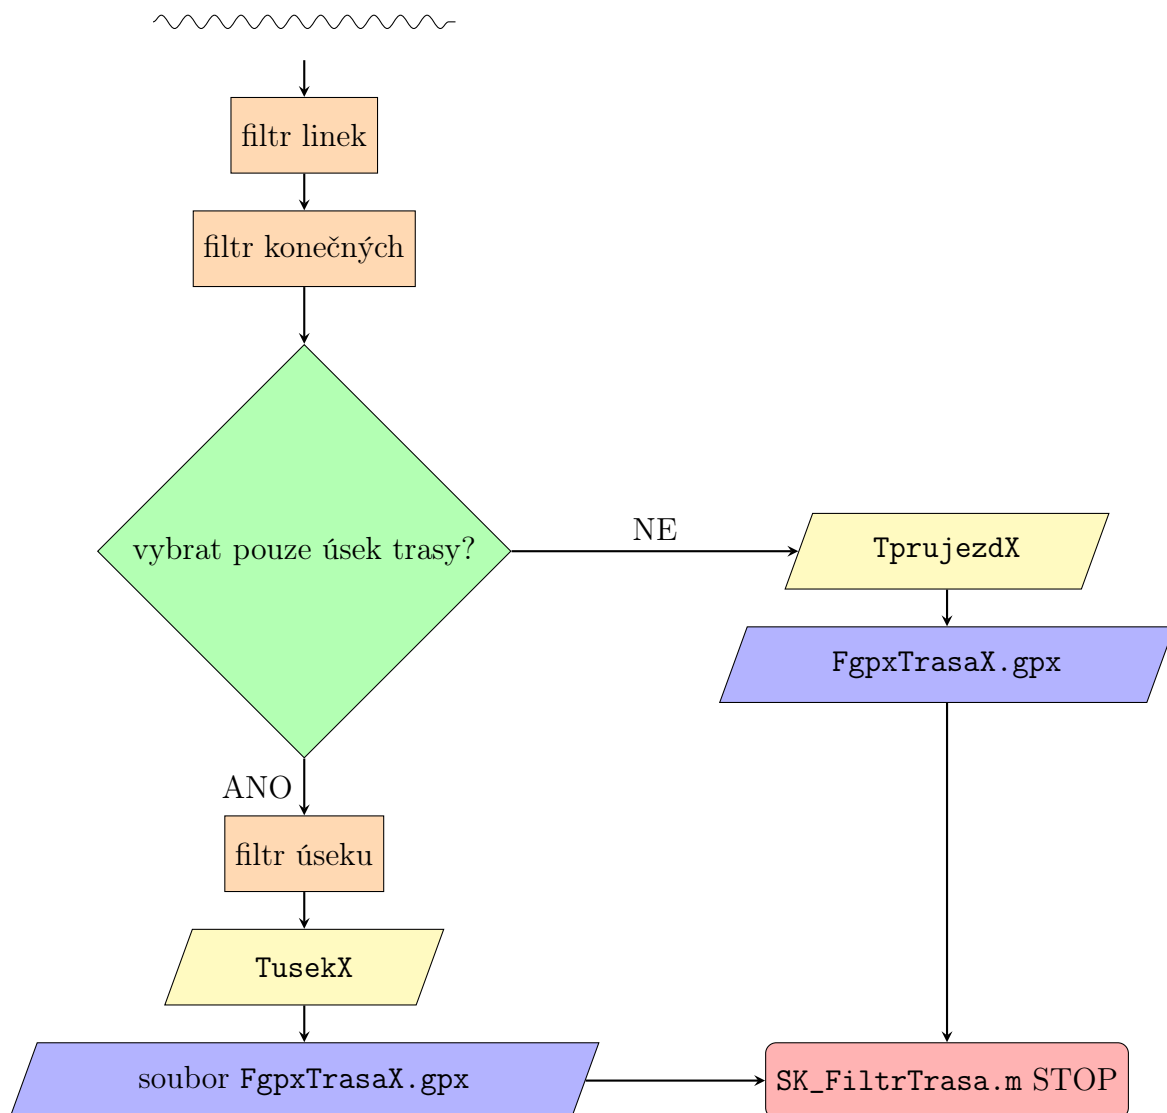 filtr linek
filtr konečných
vybrat pouze úsek trasy?
NE
TprujezdX
FgpxTrasaX.gpx
ANO
filtr úseku
TusekX
soubor FgpxTrasaX.gpx
SK_FiltrTrasa.m STOP